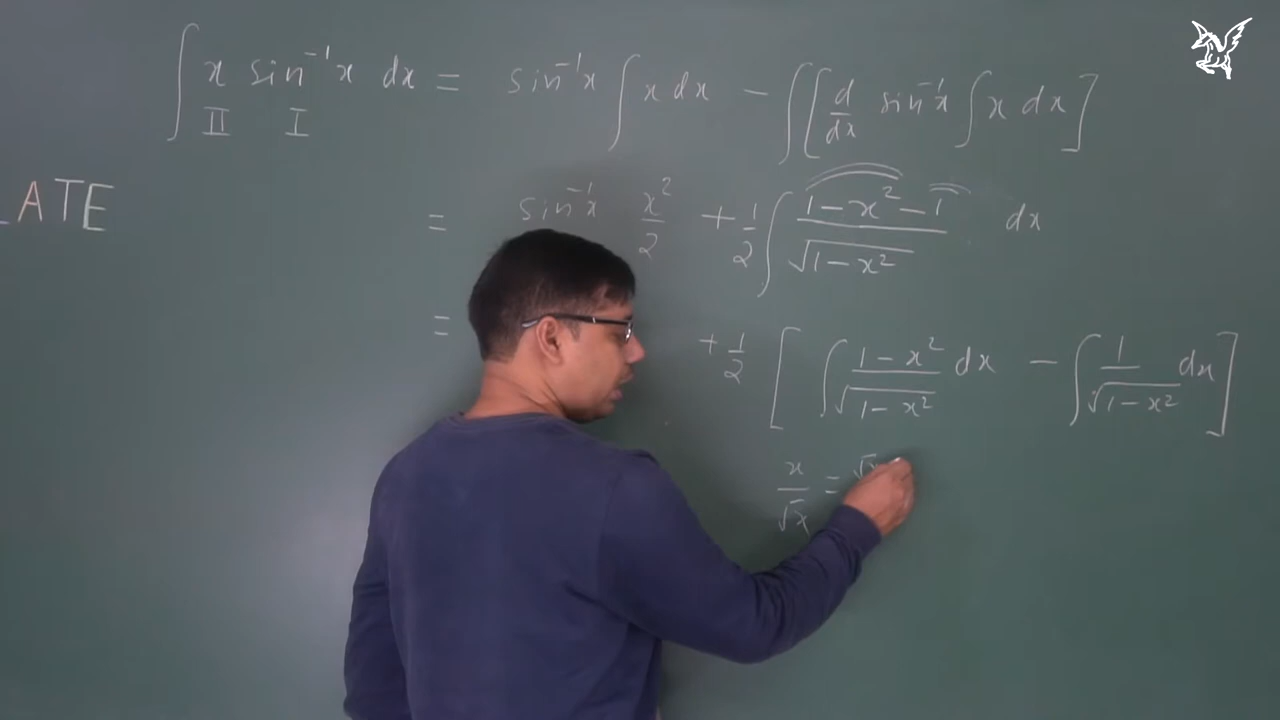 ∫ x sin⁻¹x dx = sin⁻¹x ∫ x dx − ∫[d/dx sin⁻¹x ∫ x dx]
II I
LATE
= sin⁻¹x x²/2 + 1/2 ∫ (1−x²−1)/√(1−x²) dx
= + 1/2 [∫ (1−x²)/√(1−x²) dx − ∫ 1/√(1−x²) dx]
x/√x =